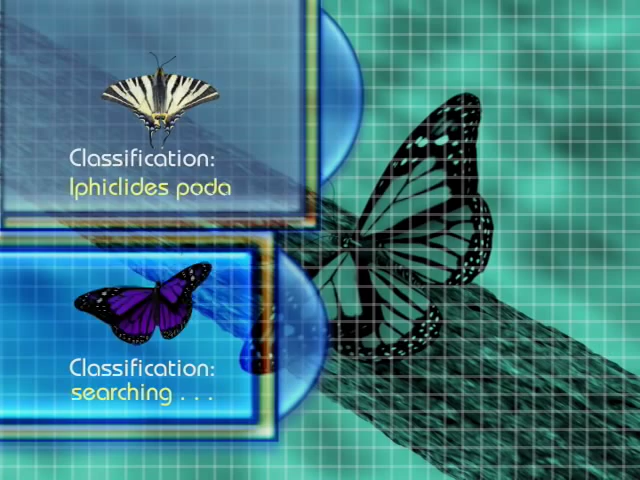 Classification:
Iphiclides poda
Classification:
searching . . .